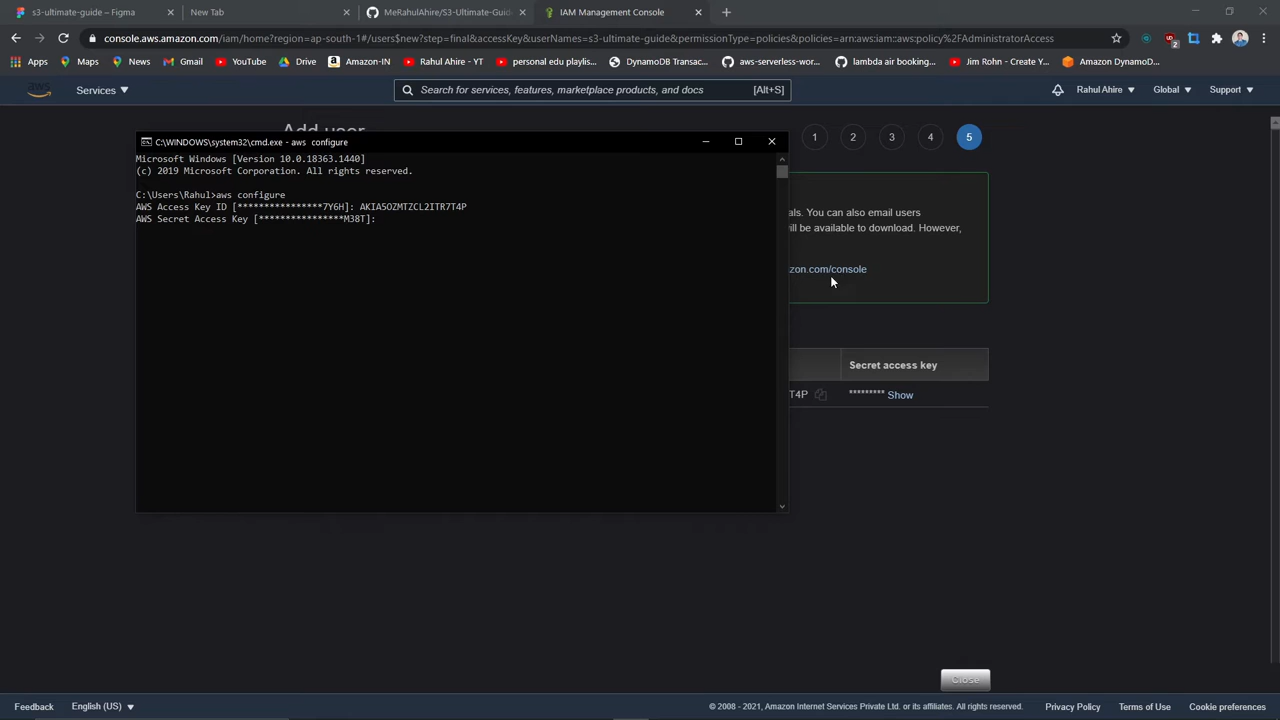 s3-ultimate-guide – Figma
New Tab
MeRahulAhire/S3-Ultimate-Guid
IAM Management Console
console.aws.amazon.com/iam/home?region=ap-south-1#/users$new?step=final&accessKey&userNames=s3-ultimate-guide&permissionType=policies&policies=arn:aws:iam::aws:policy%2FAdministratorAccess
2
Apps
Maps
News
Gmail
YouTube
Drive
Amazon-IN
Rahul Ahire - YT
personal edu playlis...
DynamoDB Transac...
aws-serverless-wor...
lambda air booking...
Jim Rohn - Create Y...
Amazon DynamoD...
aws
Services
Search for services, features, marketplace products, and docs
[Alt+S]
Rahul Ahire
Global
Support
Add user
1
2
3
4
5
C:\WINDOWS\system32\cmd.exe - aws  configure
Microsoft Windows [Version 10.0.18363.1440]
(c) 2019 Microsoft Corporation. All rights reserved.
C:\Users\Rahul>aws configure
AWS Access Key ID [****************7Y6H]: AKIA5OZMTZCL2ITR7T4P
AWS Secret Access Key [****************M38T]:
als. You can also email users
ill be available to download. However,
zon.com/console
Secret access key
T4P
********* Show
Close
Feedback
English (US)
© 2008 - 2021, Amazon Internet Services Private Ltd. or its affiliates. All rights reserved.
Privacy Policy
Terms of Use
Cookie preferences